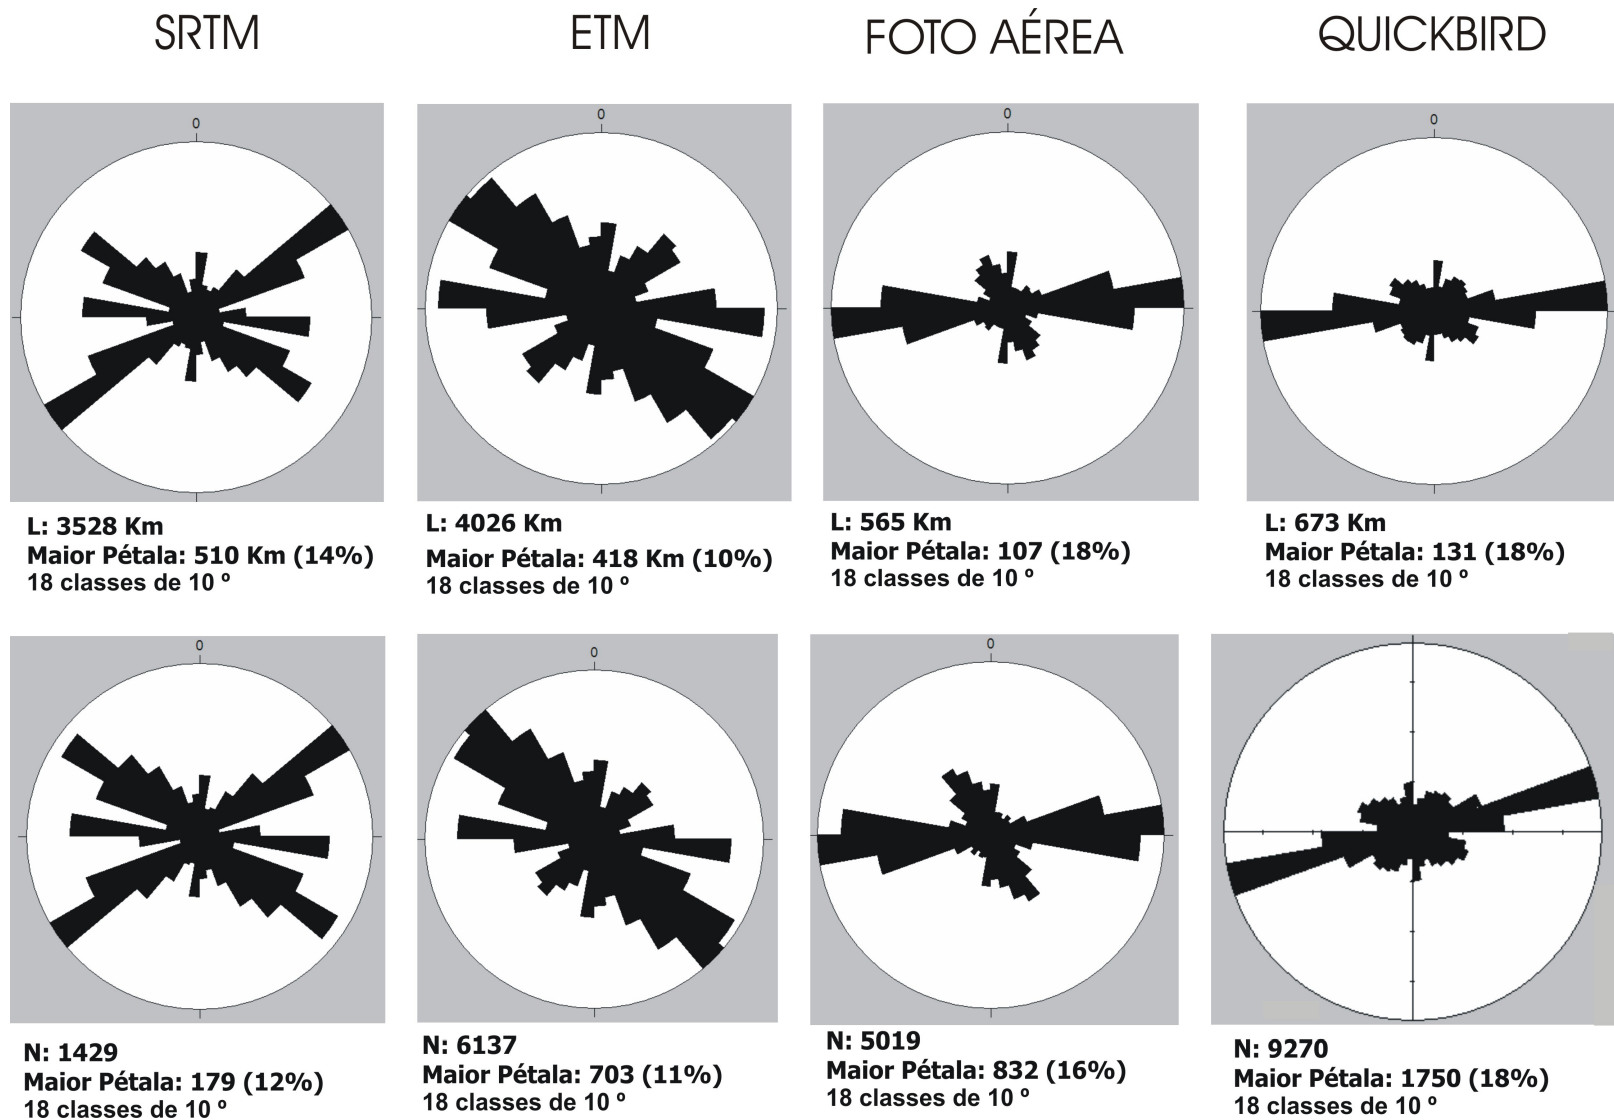 SRTM
ETM
FOTO AÉREA
QUICKBIRD
0
0
0
0
L: 3528 Km
Maior Pétala: 510 Km (14%)
18 classes de 10 º
L: 4026 Km
Maior Pétala: 418 Km (10%)
18 classes de 10 º
L: 565 Km
Maior Pétala: 107 (18%)
18 classes de 10 º
L: 673 Km
Maior Pétala: 131 (18%)
18 classes de 10 º
0
0
0
N: 1429
Maior Pétala: 179 (12%)
18 classes de 10 º
N: 6137
Maior Pétala: 703 (11%)
18 classes de 10 º
N: 5019
Maior Pétala: 832 (16%)
18 classes de 10 º
N: 9270
Maior Pétala: 1750 (18%)
18 classes de 10 º